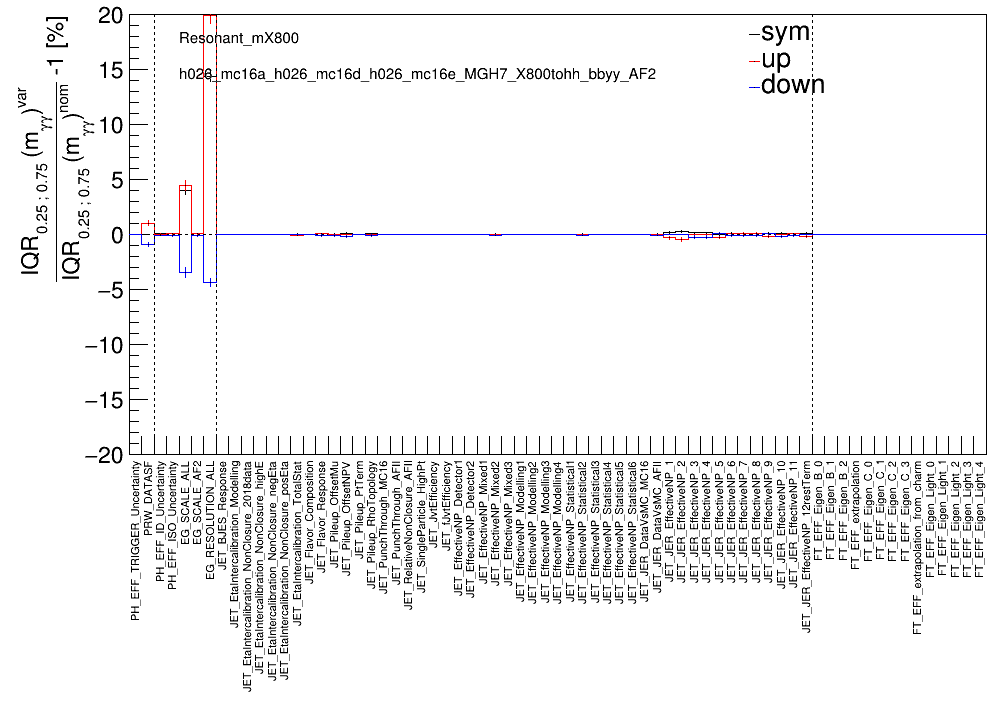 IQR0.25 ; 0.75 (mγγ)var
IQR0.25 ; 0.75 (mγγ)nom -1 [%]
20
15
10
5
0
−5
−10
−15
−20
Resonant_mX800
h026_mc16a_h026_mc16d_h026_mc16e_MGH7_X800tohh_bbyy_AF2
sym
up
down
PH_EFF_TRIGGER_Uncertainty
PRW_DATASF
PH_EFF_ID_Uncertainty
PH_EFF_ISO_Uncertainty
EG_SCALE_ALL
EG_SCALE_AF2
EG_RESOLUTION_ALL
JET_BJES_Response
JET_EtaIntercalibration_Modelling
JET_EtaIntercalibration_NonClosure_2018data
JET_EtaIntercalibration_NonClosure_highE
JET_EtaIntercalibration_NonClosure_negEta
JET_EtaIntercalibration_NonClosure_posEta
JET_EtaIntercalibration_TotalStat
JET_Flavor_Composition
JET_Flavor_Response
JET_Pileup_OffsetMu
JET_Pileup_OffsetNPV
JET_Pileup_PtTerm
JET_Pileup_RhoTopology
JET_PunchThrough_MC16
JET_PunchThrough_AFII
JET_RelativeNonClosure_AFII
JET_SingleParticle_HighPt
JET_JvtEfficiency
JET_fJvtEfficiency
JET_EffectiveNP_Detector1
JET_EffectiveNP_Detector2
JET_EffectiveNP_Mixed1
JET_EffectiveNP_Mixed2
JET_EffectiveNP_Mixed3
JET_EffectiveNP_Modelling1
JET_EffectiveNP_Modelling2
JET_EffectiveNP_Modelling3
JET_EffectiveNP_Modelling4
JET_EffectiveNP_Statistical1
JET_EffectiveNP_Statistical2
JET_EffectiveNP_Statistical3
JET_EffectiveNP_Statistical4
JET_EffectiveNP_Statistical5
JET_EffectiveNP_Statistical6
JET_JER_DataVsMC_MC16
JET_JER_DataVsMC_AFII
JET_JER_EffectiveNP_1
JET_JER_EffectiveNP_2
JET_JER_EffectiveNP_3
JET_JER_EffectiveNP_4
JET_JER_EffectiveNP_5
JET_JER_EffectiveNP_6
JET_JER_EffectiveNP_7
JET_JER_EffectiveNP_8
JET_JER_EffectiveNP_9
JET_JER_EffectiveNP_10
JET_JER_EffectiveNP_11
JET_JER_EffectiveNP_12restTerm
FT_EFF_Eigen_B_0
FT_EFF_Eigen_B_1
FT_EFF_Eigen_B_2
FT_EFF_extrapolation
FT_EFF_Eigen_C_0
FT_EFF_Eigen_C_1
FT_EFF_Eigen_C_2
FT_EFF_Eigen_C_3
FT_EFF_extrapolation_from_charm
FT_EFF_Eigen_Light_0
FT_EFF_Eigen_Light_1
FT_EFF_Eigen_Light_2
FT_EFF_Eigen_Light_3
FT_EFF_Eigen_Light_4